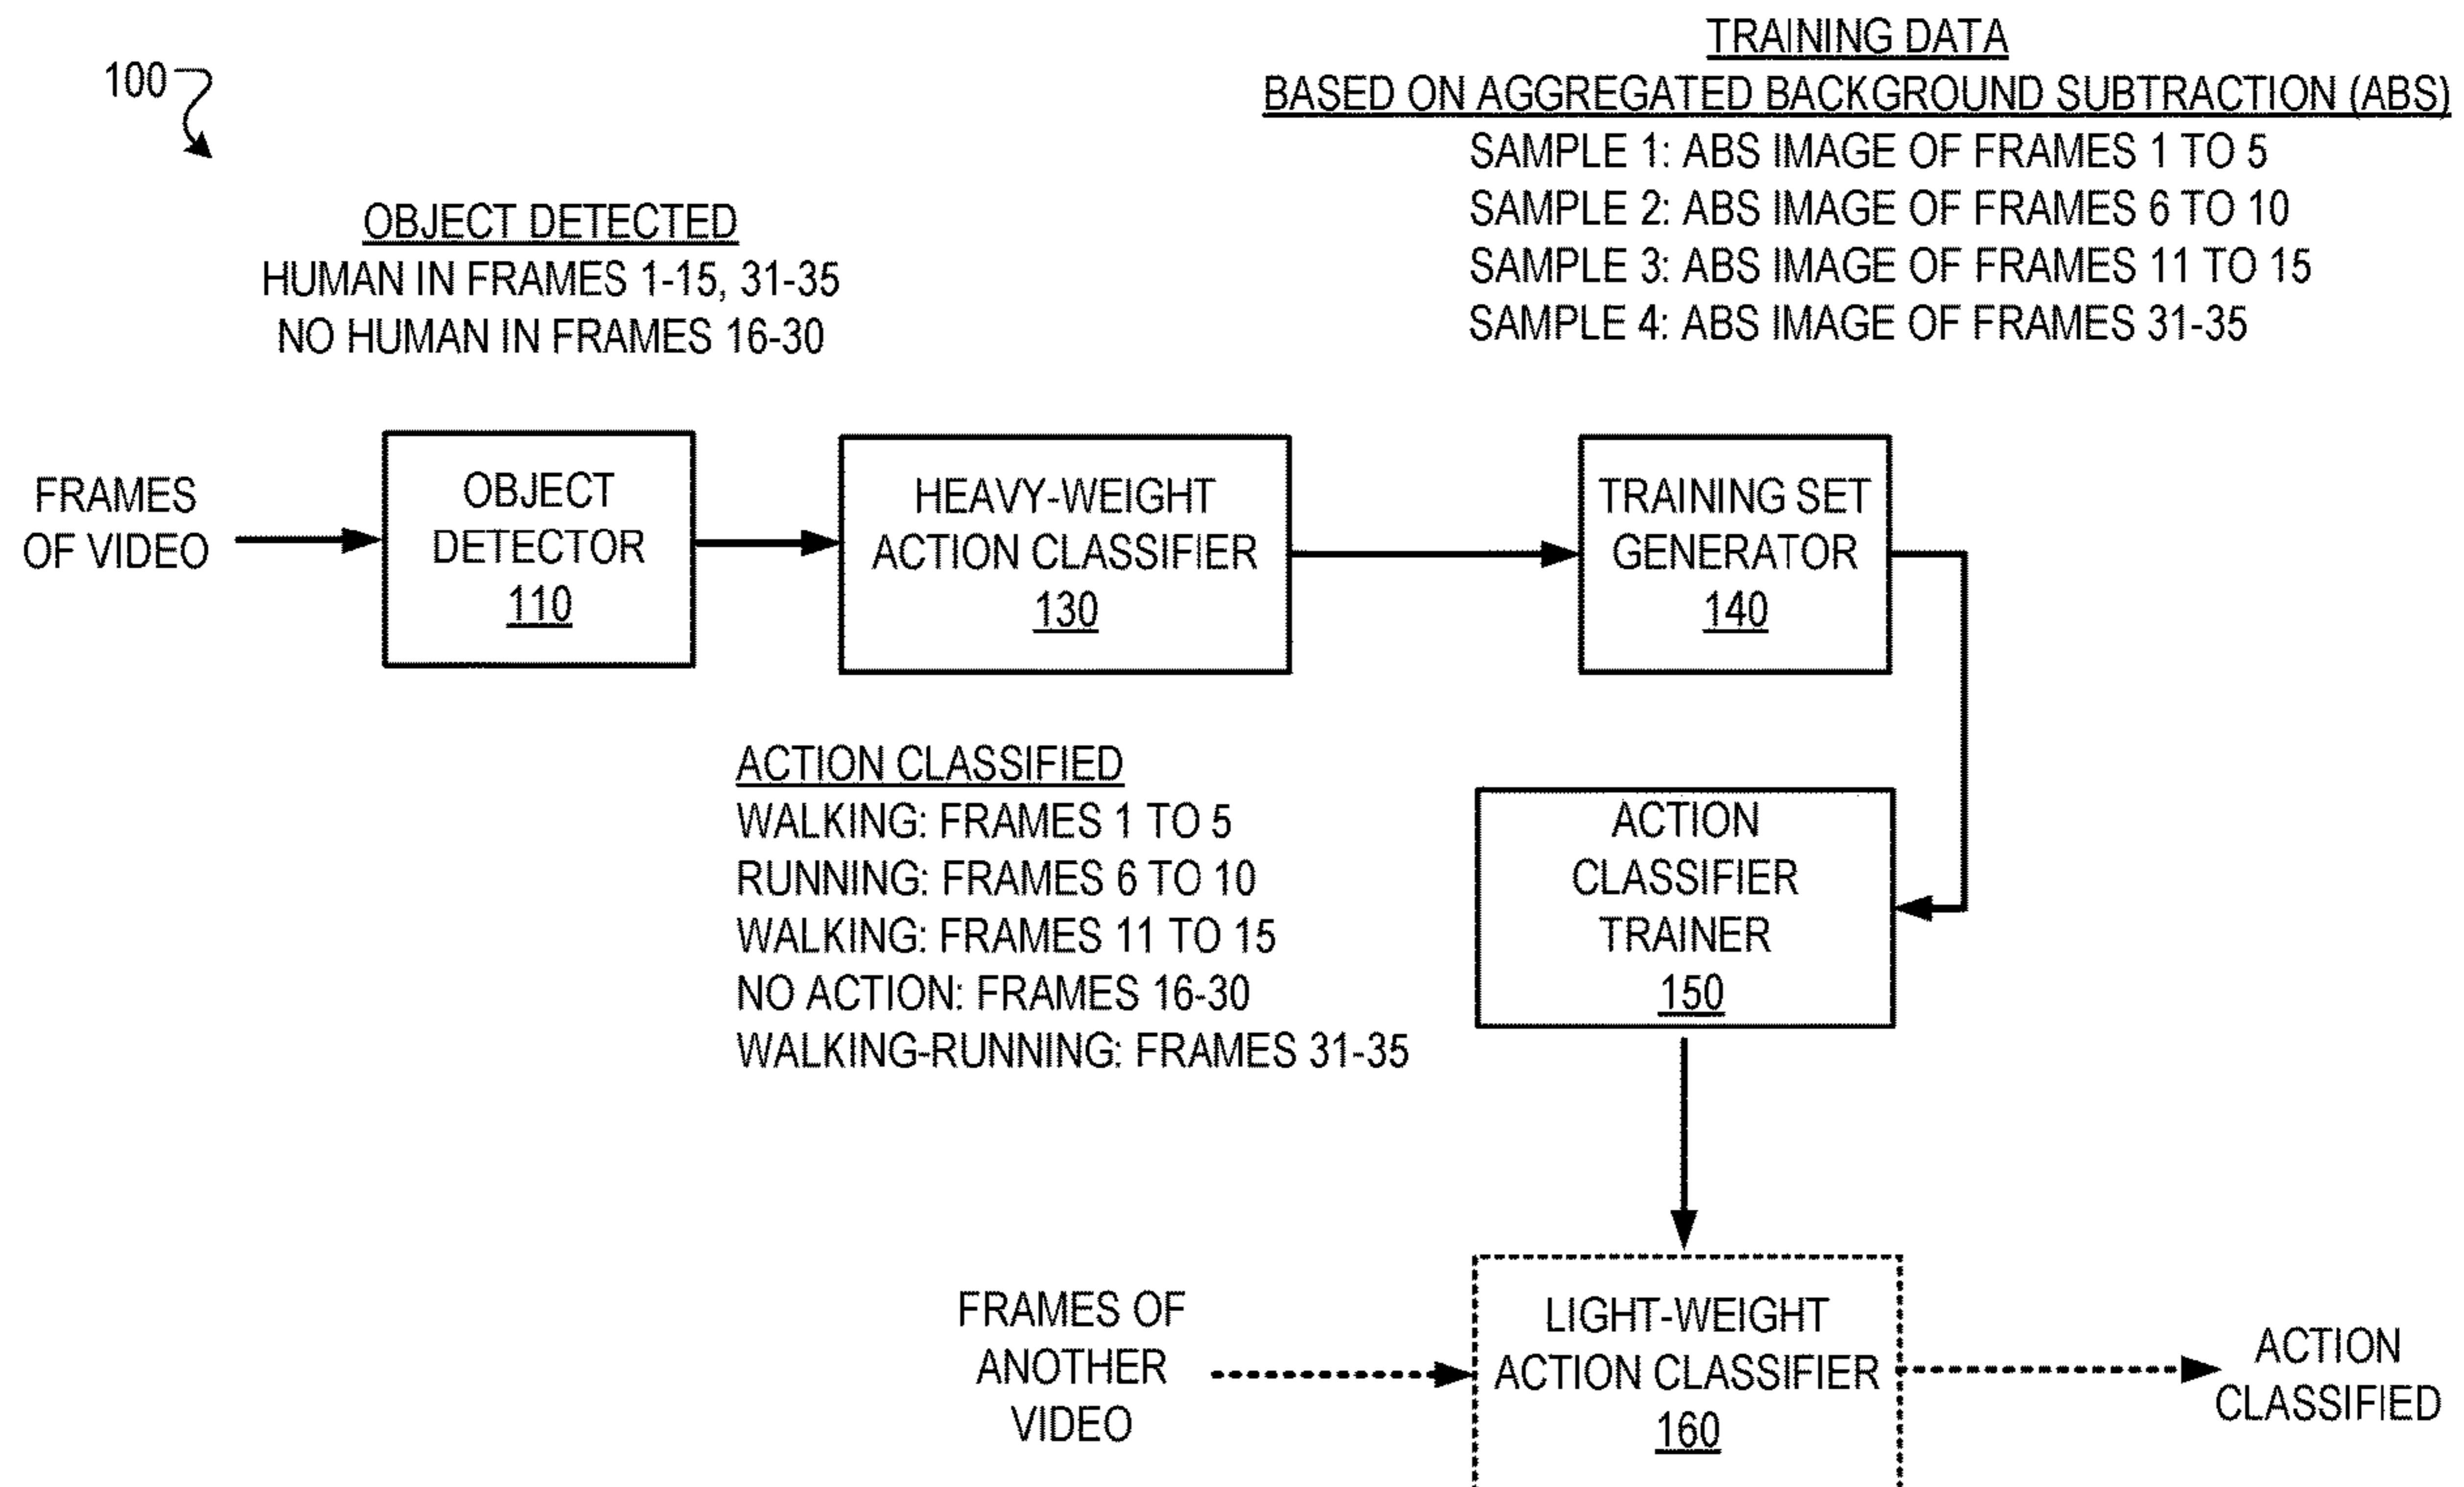 100
TRAINING DATA
BASED ON AGGREGATED BACKGROUND SUBTRACTION (ABS)
SAMPLE 1: ABS IMAGE OF FRAMES 1 TO 5
SAMPLE 2: ABS IMAGE OF FRAMES 6 TO 10
SAMPLE 3: ABS IMAGE OF FRAMES 11 TO 15
SAMPLE 4: ABS IMAGE OF FRAMES 31-35
OBJECT DETECTED
HUMAN IN FRAMES 1-15, 31-35
NO HUMAN IN FRAMES 16-30
FRAMES
OF VIDEO
OBJECT
DETECTOR
110
HEAVY-WEIGHT
ACTION CLASSIFIER
130
TRAINING SET
GENERATOR
140
ACTION CLASSIFIED
WALKING: FRAMES 1 TO 5
RUNNING: FRAMES 6 TO 10
WALKING: FRAMES 11 TO 15
NO ACTION: FRAMES 16-30
WALKING-RUNNING: FRAMES 31-35
ACTION
CLASSIFIER
TRAINER
150
FRAMES OF
ANOTHER
VIDEO
LIGHT-WEIGHT
ACTION CLASSIFIER
160
ACTION
CLASSIFIED